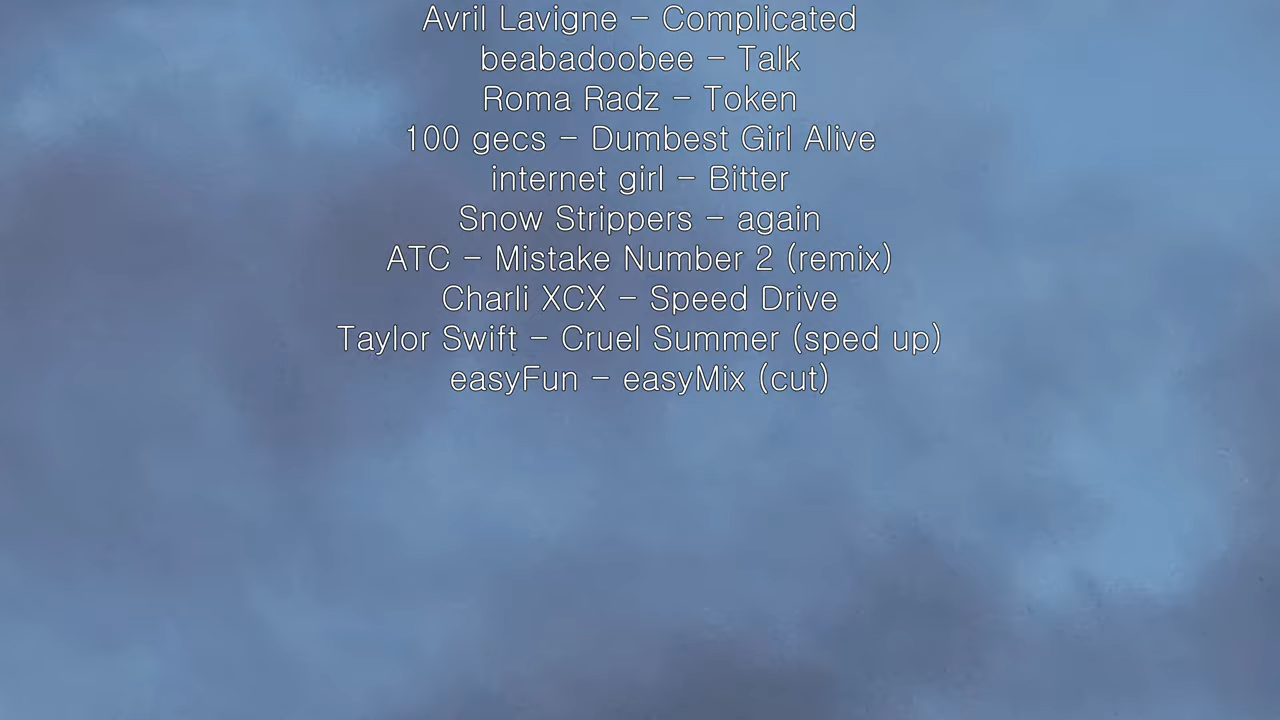 Avril Lavigne – Complicated
beabadoobee – Talk
Roma Radz – Token
100 gecs – Dumbest Girl Alive
internet girl – Bitter
Snow Strippers – again
ATC – Mistake Number 2 (remix)
Charli XCX – Speed Drive
Taylor Swift – Cruel Summer (sped up)
easyFun – easyMix (cut)